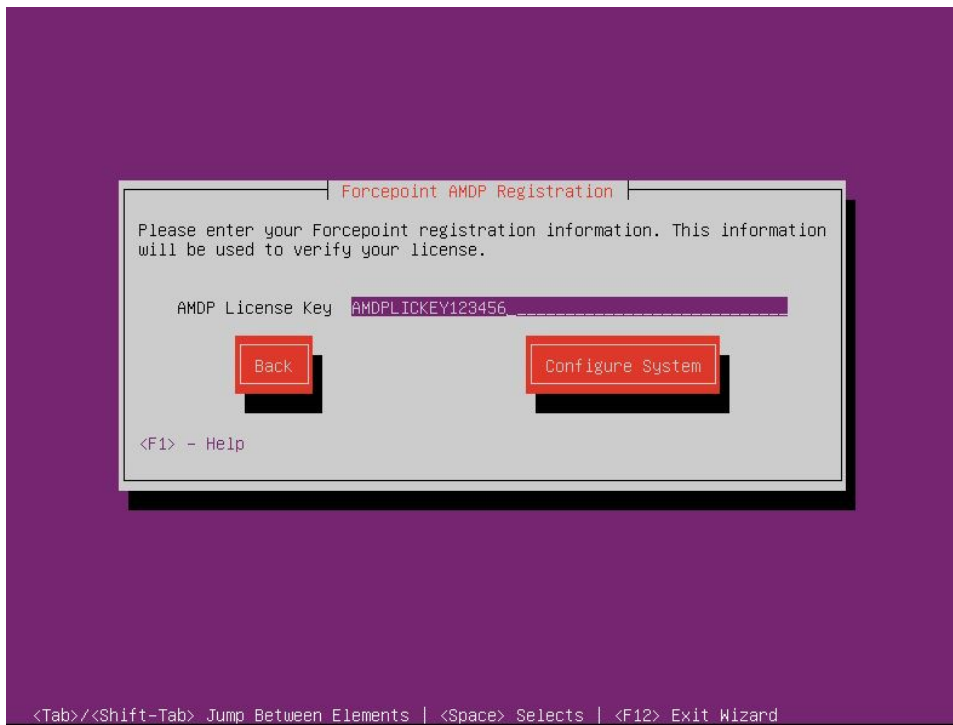 Forcepoint AMDP Registration
Please enter your Forcepoint registration information. This information
will be used to verify your license.
AMDP License Key AMDPLICKEY123456_____________________________
Back Configure System
<F1> - Help
<Tab>/<Shift-Tab> Jump Between Elements | <Space> Selects | <F12> Exit Wizard